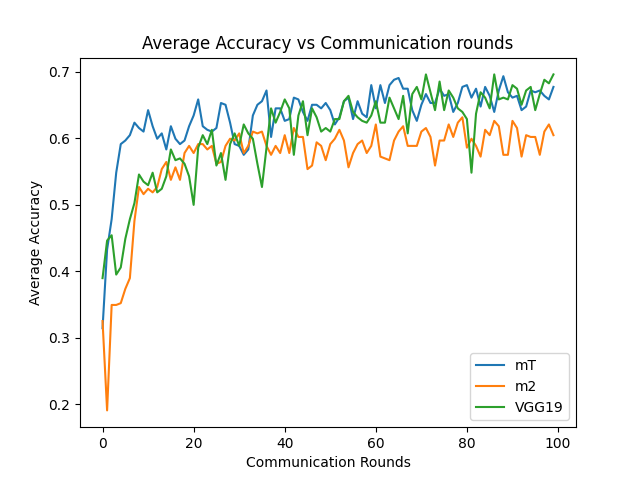 Average Accuracy vs Communication rounds
Average Accuracy
0.7
0.6
0.5
0.4
0.3
0.2
0
20
40
60
80
100
Communication Rounds
mT
m2
VGG19